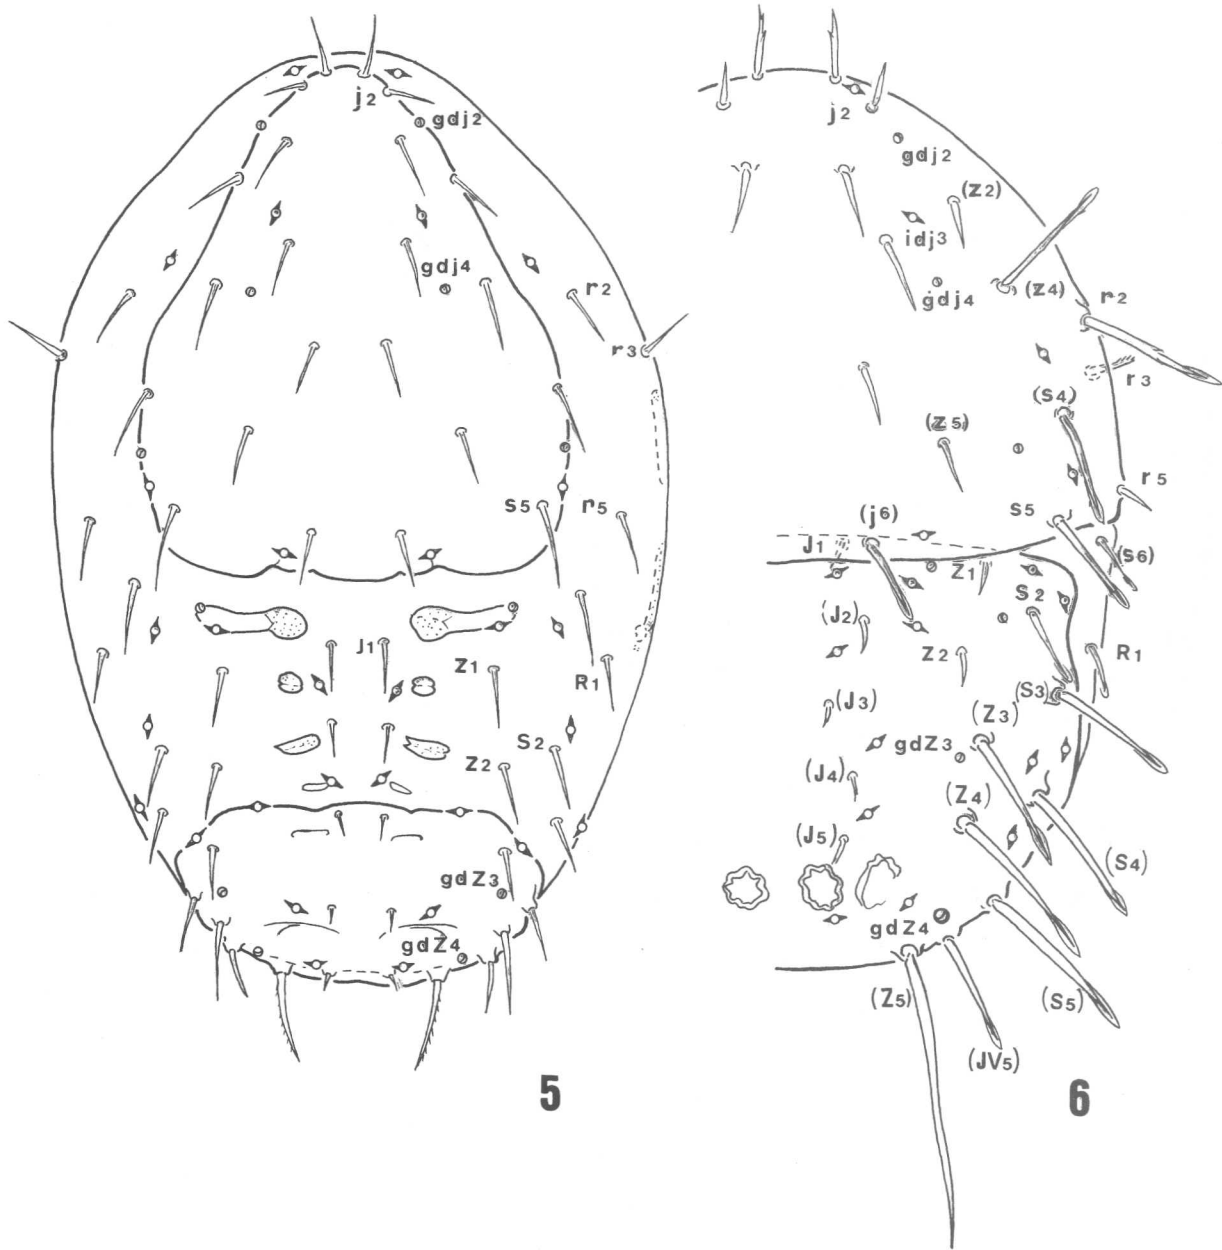 j2
gdj2
gdj4
r2
r3
s5
r5
J1
Z1
R1
S2
Z2
gdZ3
gdZ4
5
j2
gdj2
(z2)
idj3
gdj4
(z4)
r2
r3
(s4)
(z5)
r5
s5
(j6)
J1
Z1
(s6)
S2
(J2)
Z2
R1
(S3)
(J3)
(Z3)
gdZ3
(J4)
(Z4)
(J5)
(S4)
gdZ4
(Z5)
(S5)
(JV5)
6